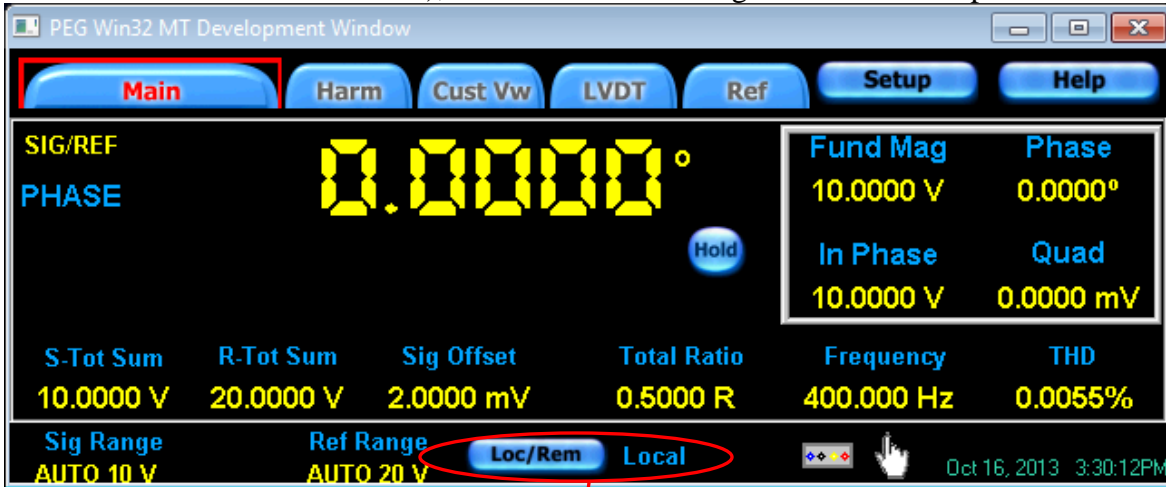 PEG Win32 MT Development Window
Main Harm Cust Vw LVDT Ref Setup Help
SIG/REF
PHASE
0.0000°
Hold
Fund Mag Phase
10.0000 V 0.0000°
In Phase Quad
10.0000 V 0.0000 mV
S-Tot Sum R-Tot Sum Sig Offset Total Ratio Frequency THD
10.0000 V 20.0000 V 2.0000 mV 0.5000 R 400.000 Hz 0.0055%
Sig Range Ref Range Loc/Rem Local
AUTO 10 V AUTO 20 V Oct 16, 2013 3:30:12PM